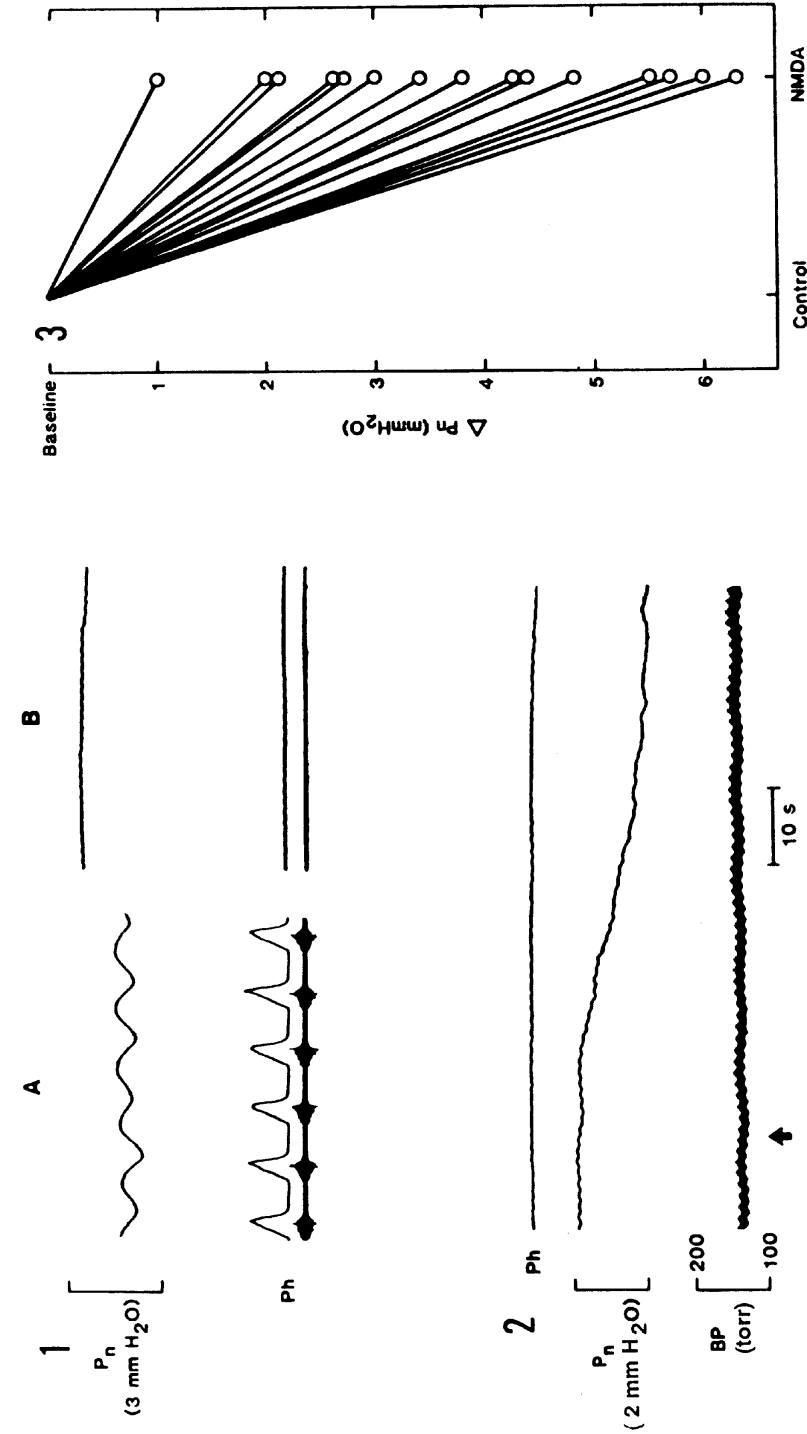 A
B
1
Pn
(3 mm H2O)
Ph
2
Ph
Pn
( 2 mm H2O)
BP
(torr)
200
100
10 s
3
Baseline
1
2
3
4
5
6
Δ Pn (mmH2O)
Control
NMDA